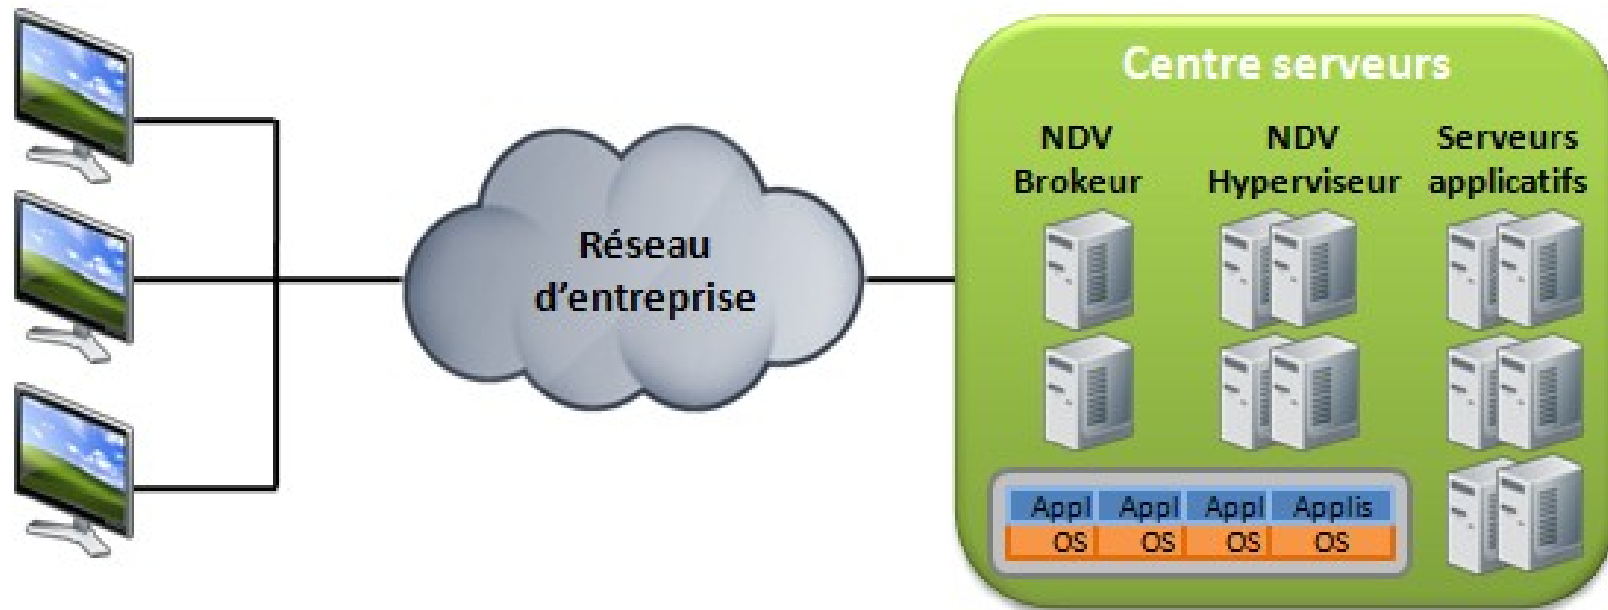 Centre serveurs
NDV
Brokeur
NDV
Hyperviseur
Serveurs
applicatifs
Réseau
d'entreprise
Appl Appl Appl Applis
OS OS OS OS